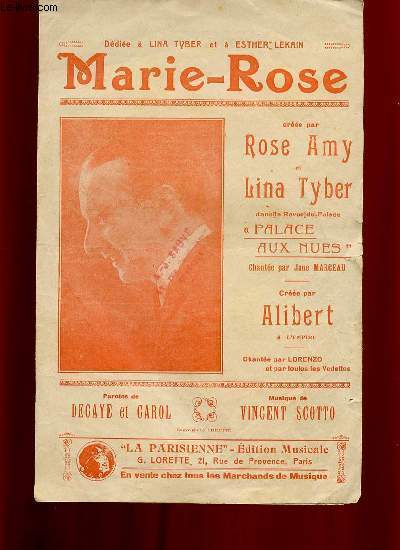 Dédiée à LINA TYBER et à ESTHER LEKAIN
Marie-Rose
créée par
Rose Amy
et
Lina Tyber
dans la Revue du Palace
"PALACE
AUX NUES"
Chantée par Jane MARCEAU
Créée par
Alibert
à L'EMPIRE
Chantée par LORENZO
et par toutes les Vedettes
Paroles de
DECAYE et CAROL
Musique de
VINCENT SCOTTO
"LA PARISIENNE" - Édition Musicale
G. LORETTE, 21, Rue de Provence, Paris
En vente chez tous les Marchands de Musique